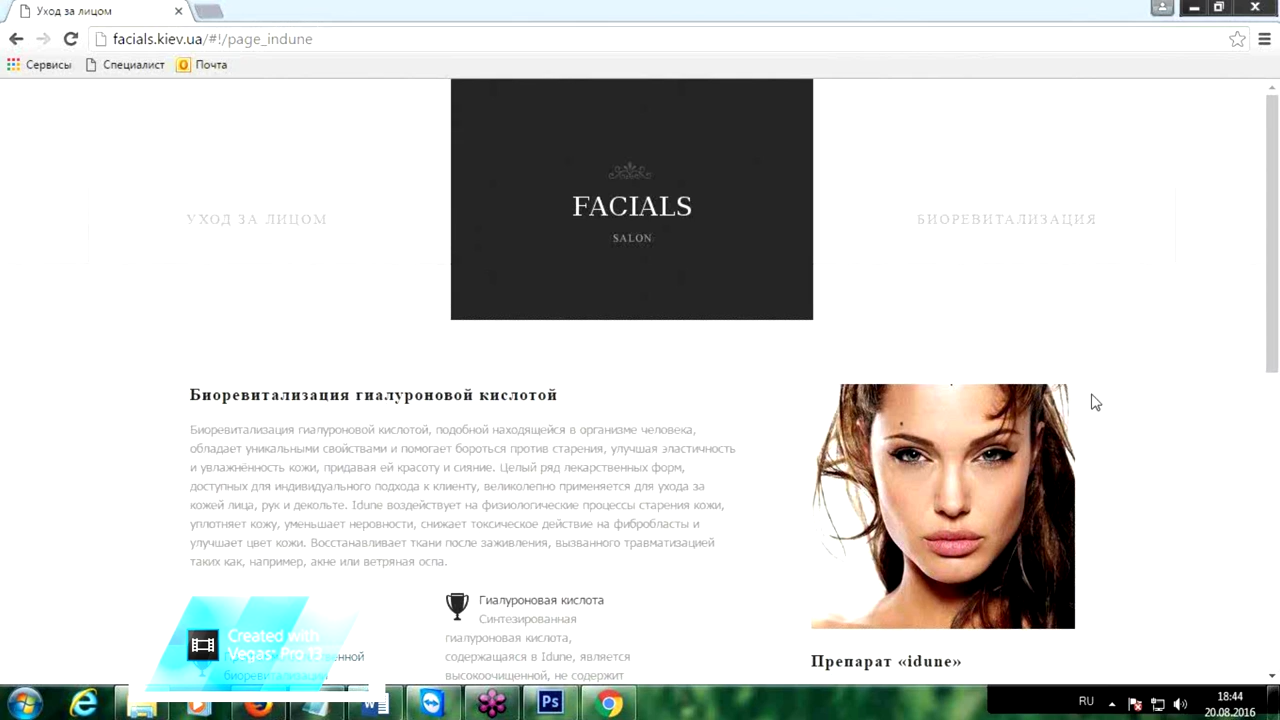 Уход за лицом
facials.kiev.ua/#!/page_indune
Сервисы
Специалист
Почта
УХОД ЗА ЛИЦОМ
FACIALS
SALON
БИОРЕВИТАЛИЗАЦИЯ
Биоревитализация гиалуроновой кислотой
Биоревитализация гиалуроновой кислотой, подобной находящейся в организме человека,
обладает уникальными свойствами и помогает бороться против старения, улучшая эластичность
и увлажнённость кожи, придавая ей красоту и сияние. Целый ряд лекарственных форм,
доступных для индивидуального подхода к клиенту, великолепно применяется для ухода за
кожей лица, рук и декольте. Idune воздействует на физиологические процессы старения кожи,
уплотняет кожу, уменьшает неровности, снижает токсическое действие на фибробласты и
улучшает цвет кожи. Восстанавливает ткани после заживления, вызванного травматизацией
таких как, например, акне или ветряная оспа.
Гиалуроновая кислота
Синтезированная
гиалуроновая кислота,
содержащаяся в Idune, является
высокоочищенной, не содержит
Created with
Vegas Pro 13
биоревитализации
Препарат «idune»
RU
18:44
20.08.2016